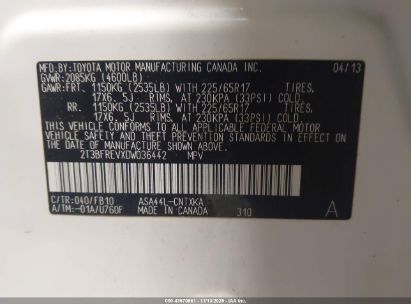 MFD. BY: TOYOTA MOTOR MANUFACTURING CANADA INC. 04/13
GVWR: 2085KG (4600LB)
GAWR: FRT. 1150KG (2535LB) WITH 225/65R17 TIRES,
17X6. 5J RIMS, AT 230KPA (33PSI) COLD.
RR. 1150KG (2535LB) WITH 225/65R17 TIRES,
17X6. 5J RIMS, AT 230KPA (33PSI) COLD.
THIS VEHICLE CONFORMS TO ALL APPLICABLE FEDERAL
MOTOR VEHICLE SAFETY, BUMPER, AND THEFT PREVENTION
STANDARDS IN EFFECT ON THE DATE OF MANUFACTURE
SHOWN ABOVE.
2T3BFREVXDW036442 MPV
C/TR: 040/FB10 ASA44L-CNTXKA
A/TM: -01A/U760F MADE IN CANADA 310 A